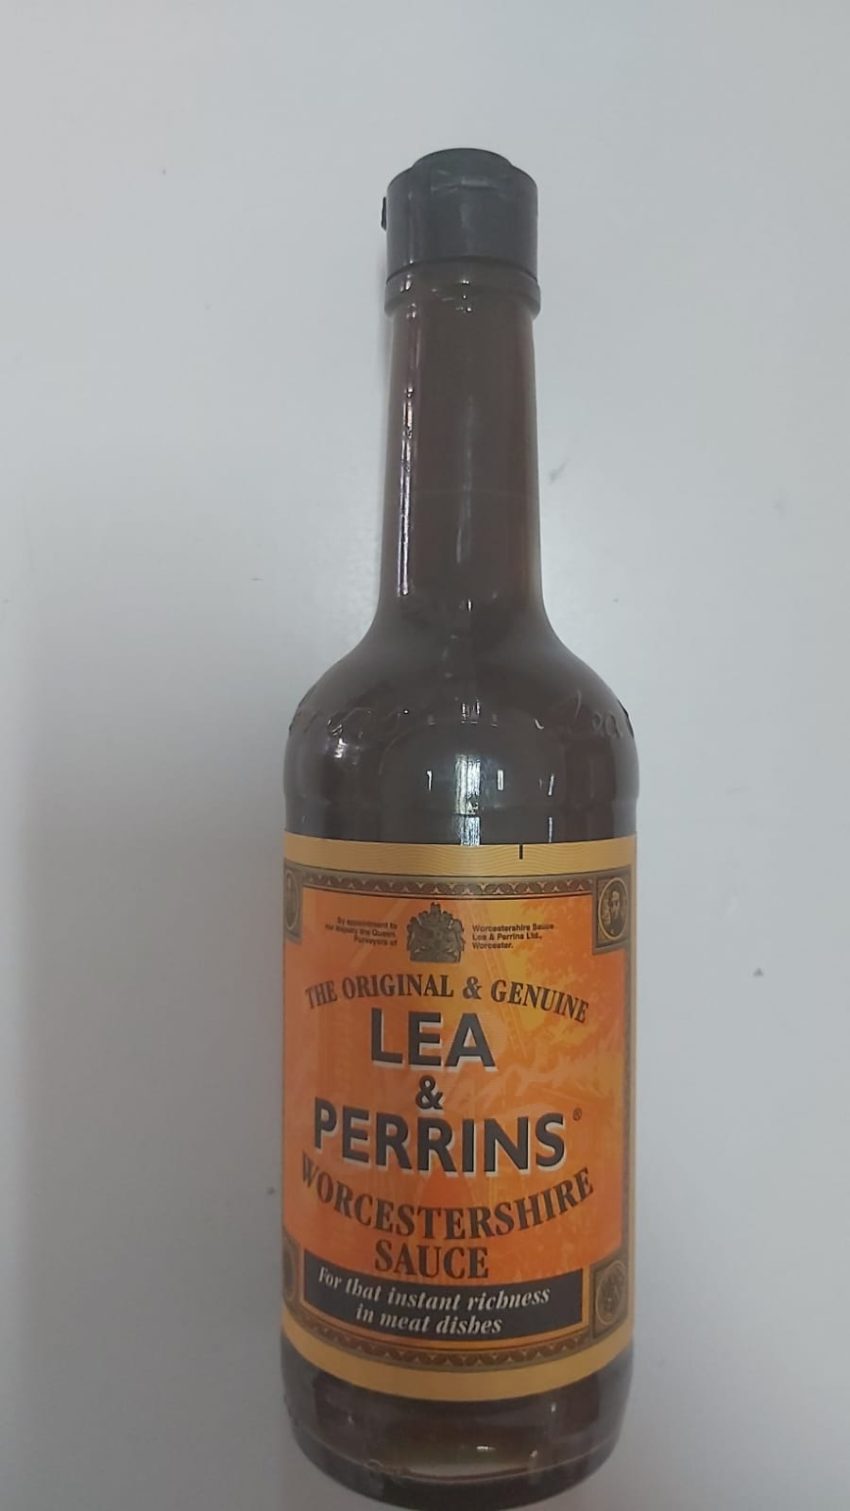 Lea
By appointment to
Her Majesty the Queen,
Purveyors of
Worcestershire Sauce
Lea & Perrins Ltd.,
Worcester.
THE ORIGINAL & GENUINE
LEA
&
PERRINS®
WORCESTERSHIRE
SAUCE
For that instant richness
in meat dishes